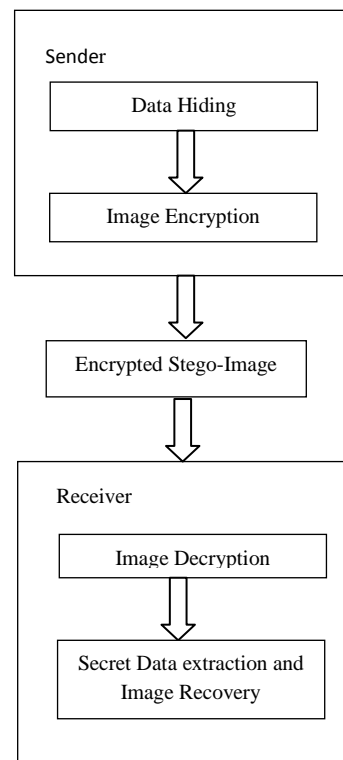 Sender
Data Hiding
Image Encryption
Encrypted Stego-Image
Receiver
Image Decryption
Secret Data extraction and
Image Recovery